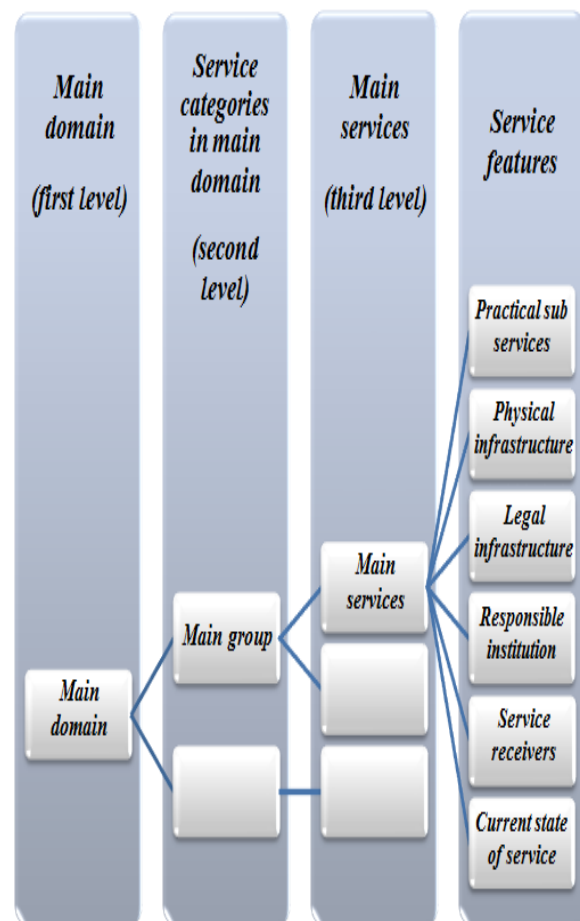 Main
domain
(first level)
Service
categories
in main
domain
(second
level)
Main
services
(third level)
Service
features
Main
domain
Main group
Main
services
Practical sub
services
Physical
infrastructure
Legal
infrastructure
Responsible
institution
Service
receivers
Current state
of service